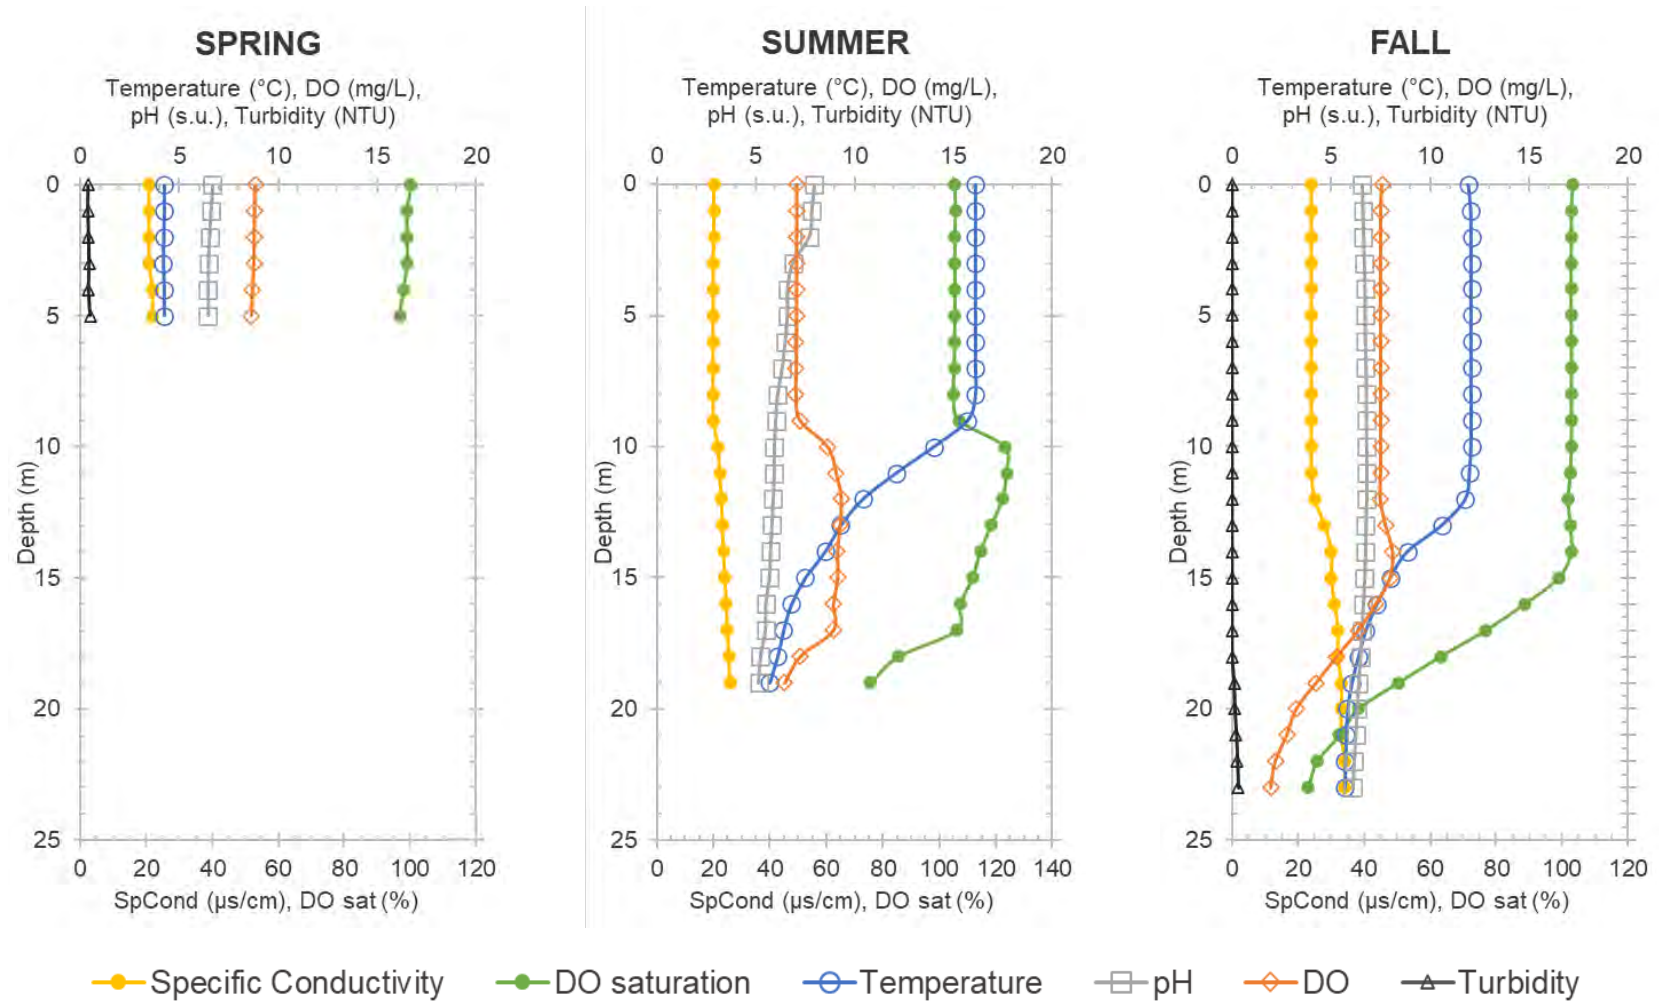 SPRING
Temperature (°C), DO (mg/L),
pH (s.u.), Turbidity (NTU)
0 5 10 15 20
0
5
10
15
20
25
Depth (m)
0 20 40 60 80 100 120
SpCond (µs/cm), DO sat (%)
SUMMER
Temperature (°C), DO (mg/L),
pH (s.u.), Turbidity (NTU)
0 5 10 15 20
0
5
10
15
20
25
Depth (m)
0 20 40 60 80 100 120 140
SpCond (µs/cm), DO sat (%)
FALL
Temperature (°C), DO (mg/L),
pH (s.u.), Turbidity (NTU)
0 5 10 15 20
0
5
10
15
20
25
Depth (m)
0 20 40 60 80 100 120
SpCond (µs/cm), DO sat (%)
Specific Conductivity DO saturation Temperature pH DO Turbidity